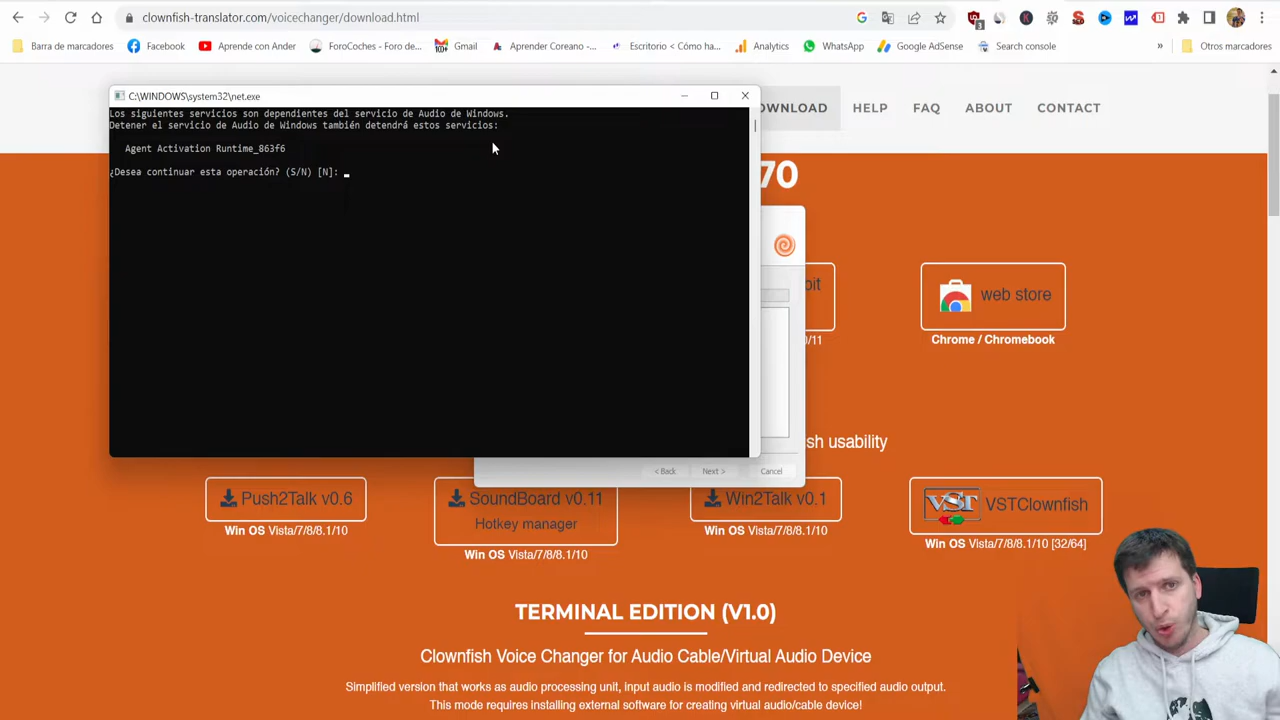 clownfish-translator.com/voicechanger/download.html
Barra de marcadores
Facebook
Aprende con Ander
ForoCoches - Foro de...
Gmail
Aprender Coreano -...
Escritorio < Cómo ha...
Analytics
WhatsApp
Google AdSense
Search console
»
Otros marcadores
C:\WINDOWS\system32\net.exe
OWNLOAD
HELP
FAQ
ABOUT
CONTACT
Los siguientes servicios son dependientes del servicio de Audio de Windows.
Detener el servicio de Audio de Windows también detendrá estos servicios:
Agent Activation Runtime_863f6
¿Desea continuar esta operación? (S/N) [N]:
70
bit
0/11
web store
Chrome / Chromebook
sh usability
< Back
Next >
Cancel
Push2Talk v0.6
Win OS Vista/7/8/8.1/10
SoundBoard v0.11
Hotkey manager
Win OS Vista/7/8/8.1/10
Win2Talk v0.1
Win OS Vista/7/8/8.1/10
VST
VSTClownfish
Win OS Vista/7/8/8.1/10 [32/64]
TERMINAL EDITION (V1.0)
Clownfish Voice Changer for Audio Cable/Virtual Audio Device
Simplified version that works as audio processing unit, input audio is modified and redirected to specified audio output.
This mode requires installing external software for creating virtual audio/cable device!